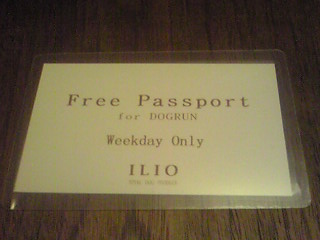 Free Passport
for DOGRUN
Weekday Only
ILIO